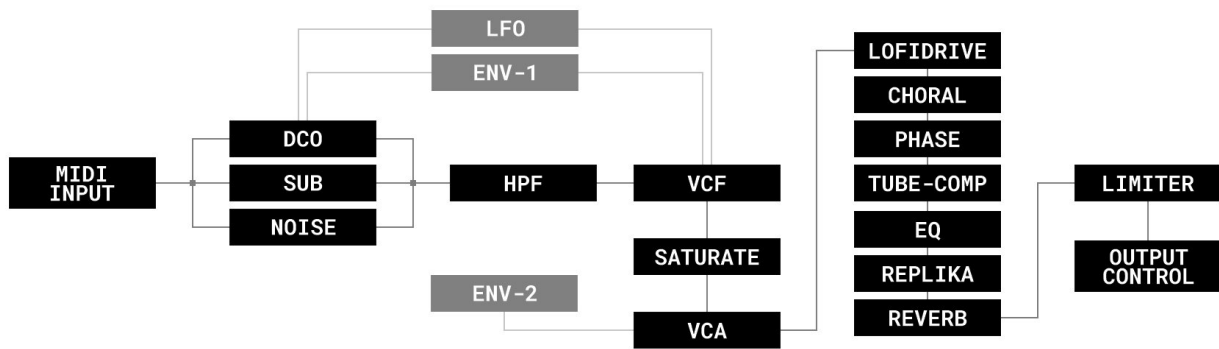 LFO
ENV-1
DCO
SUB
NOISE
MIDI
INPUT
HPF
VCF
SATURATE
ENV-2
VCA
LOFIDRIVE
CHORAL
PHASE
TUBE-COMP
EQ
REPLIKA
REVERB
LIMITER
OUTPUT
CONTROL